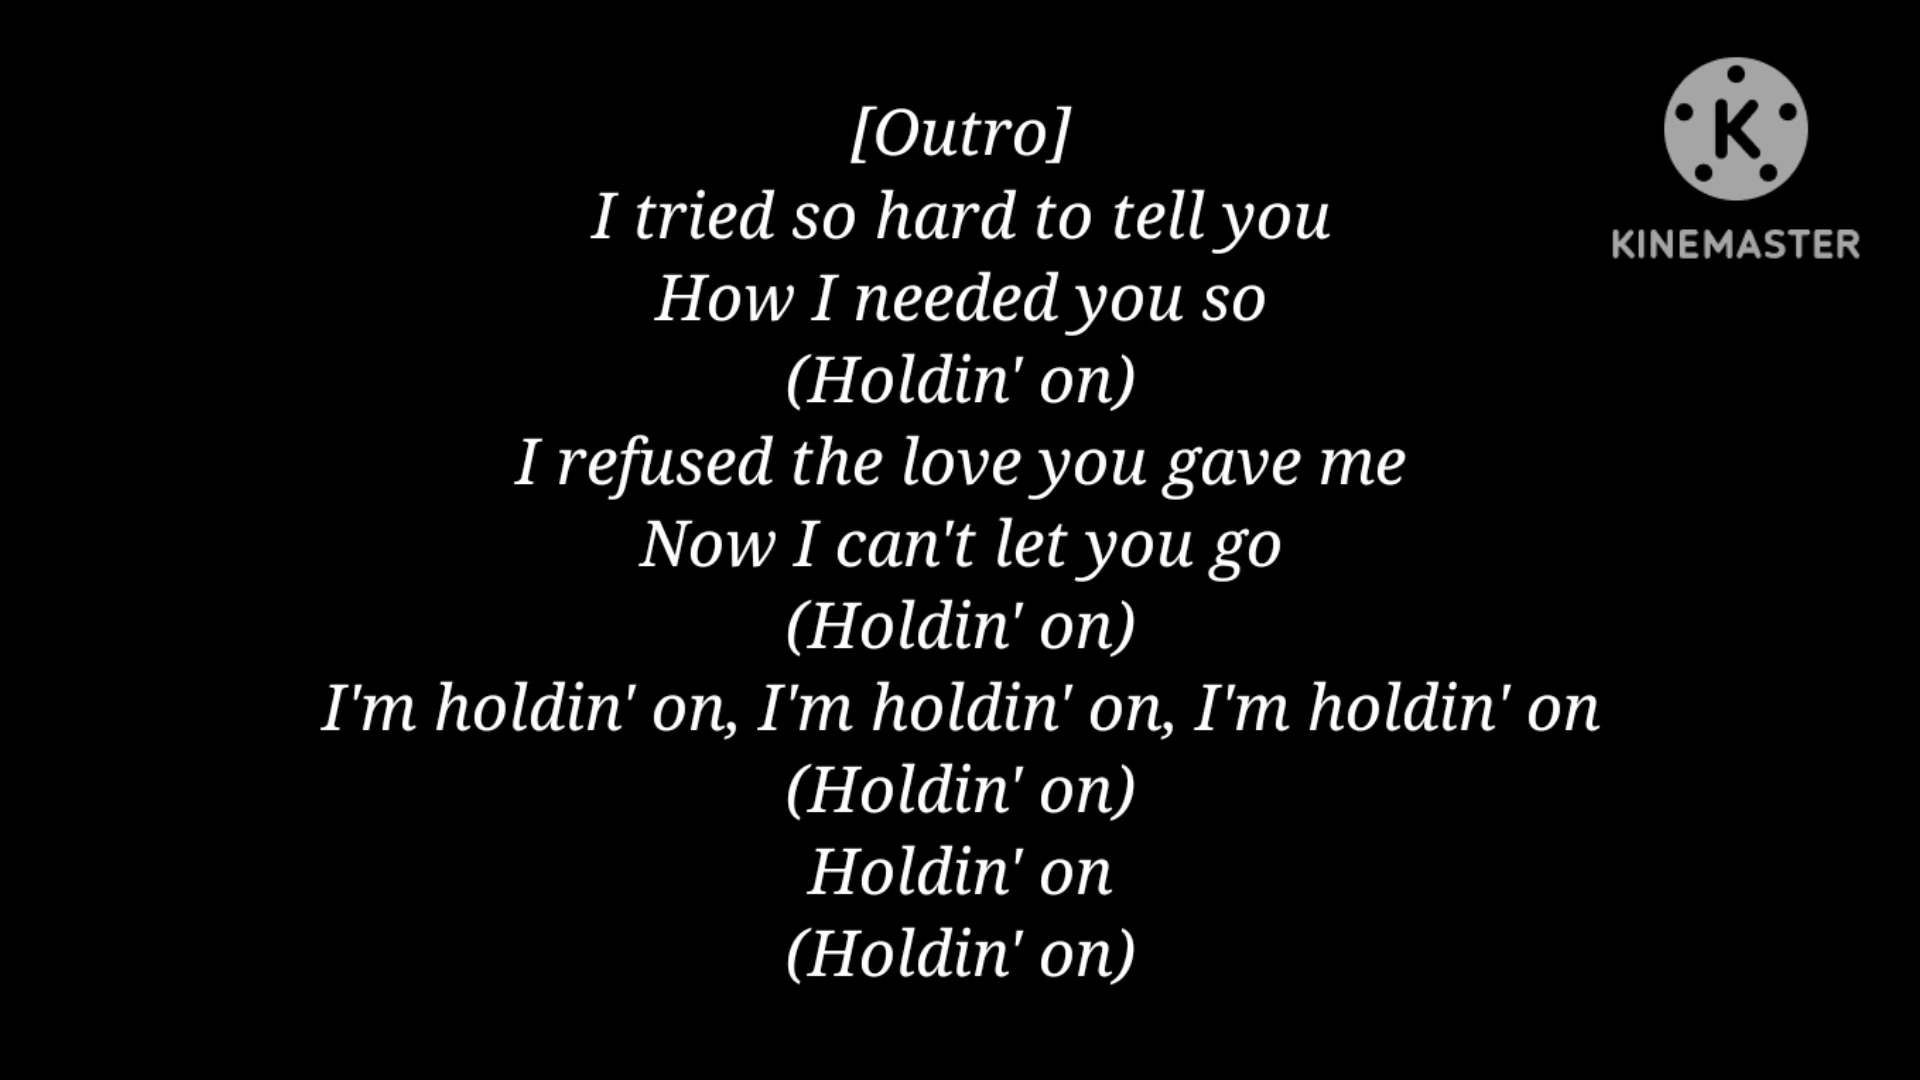 [Outro]
I tried so hard to tell you
How I needed you so
(Holdin' on)
I refused the love you gave me
Now I can't let you go
(Holdin' on)
I'm holdin' on, I'm holdin' on, I'm holdin' on
(Holdin' on)
Holdin' on
(Holdin' on)
K
KINEMASTER